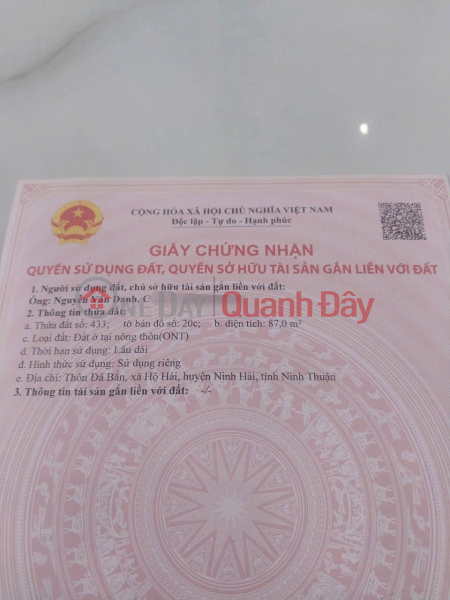 CỘNG HÒA XÃ HỘI CHỦ NGHĨA VIỆT NAM
Độc lập - Tự do - Hạnh phúc
GIẤY CHỨNG NHẬN
QUYỀN SỬ DỤNG ĐẤT, QUYỀN SỞ HỮU TÀI SẢN GẮN LIỀN VỚI ĐẤT
1. Người sử dụng đất, chủ sở hữu tài sản gắn liền với đất:
Ông: Nguyễn Văn Danh, C
ONE DAY Quanh Đây
2. Thông tin thửa đất:
a. Thửa đất số: 433; tờ bản đồ số: 20c; b. diện tích: 87,0 m²
c. Loại đất: Đất ở tại nông thôn(ONT)
d. Thời hạn sử dụng: Lâu dài
đ. Hình thức sử dụng: Sử dụng riêng
e. Địa chỉ: Thôn Đá Bắn, xã Hộ Hải, huyện Ninh Hải, tỉnh Ninh Thuận
3. Thông tin tài sản gắn liền với đất: -/-